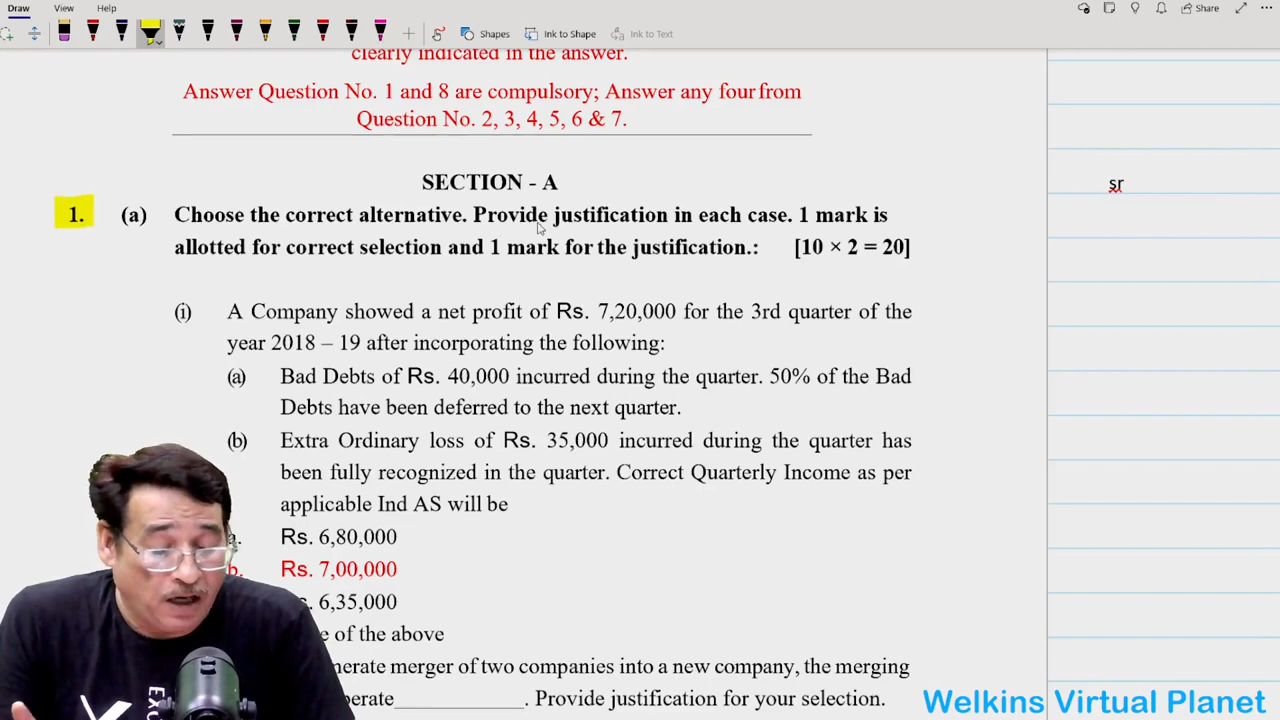 Draw View Help
Share
Shapes Ink to Shape Ink to Text
clearly indicated in the answer.
Answer Question No. 1 and 8 are compulsory; Answer any four from
Question No. 2, 3, 4, 5, 6 & 7.
SECTION - A
sr
1. (a) Choose the correct alternative. Provide justification in each case. 1 mark is
allotted for correct selection and 1 mark for the justification.: [10 × 2 = 20]
(i) A Company showed a net profit of Rs. 7,20,000 for the 3rd quarter of the
year 2018 – 19 after incorporating the following:
(a) Bad Debts of Rs. 40,000 incurred during the quarter. 50% of the Bad
Debts have been deferred to the next quarter.
(b) Extra Ordinary loss of Rs. 35,000 incurred during the quarter has
been fully recognized in the quarter. Correct Quarterly Income as per
applicable Ind AS will be
a. Rs. 6,80,000
b. Rs. 7,00,000
Rs. 6,35,000
of the above
merger of two companies into a new company, the merging
____________. Provide justification for your selection.
Welkins Virtual Planet